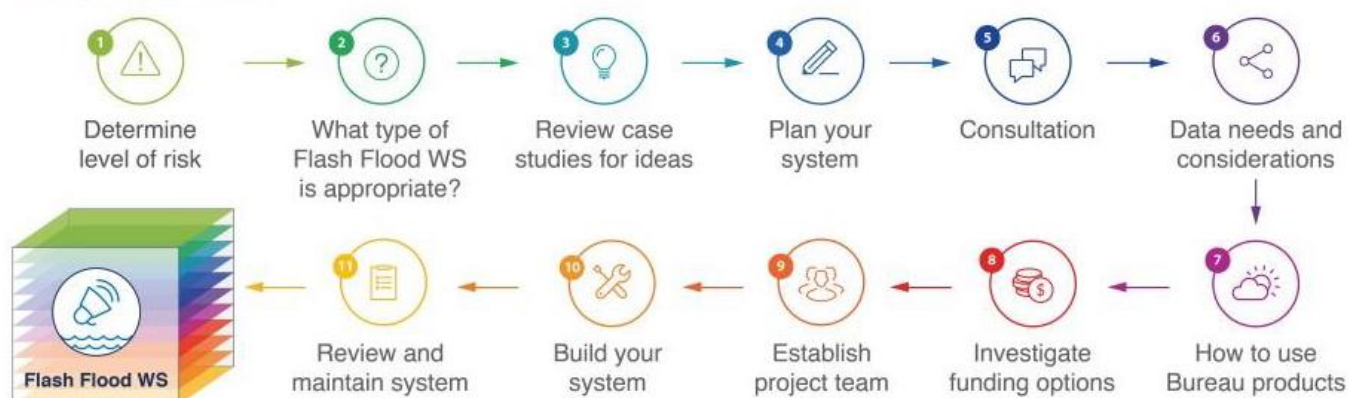 1
Determine
level of risk
2
What type of
Flash Flood WS
is appropriate?
3
Review case
studies for ideas
4
Plan your
system
5
Consultation
6
Data needs and
considerations
7
How to use
Bureau products
8
$
Investigate
funding options
9
Establish
project team
10
Build your
system
11
Review and
maintain system
Flash Flood WS